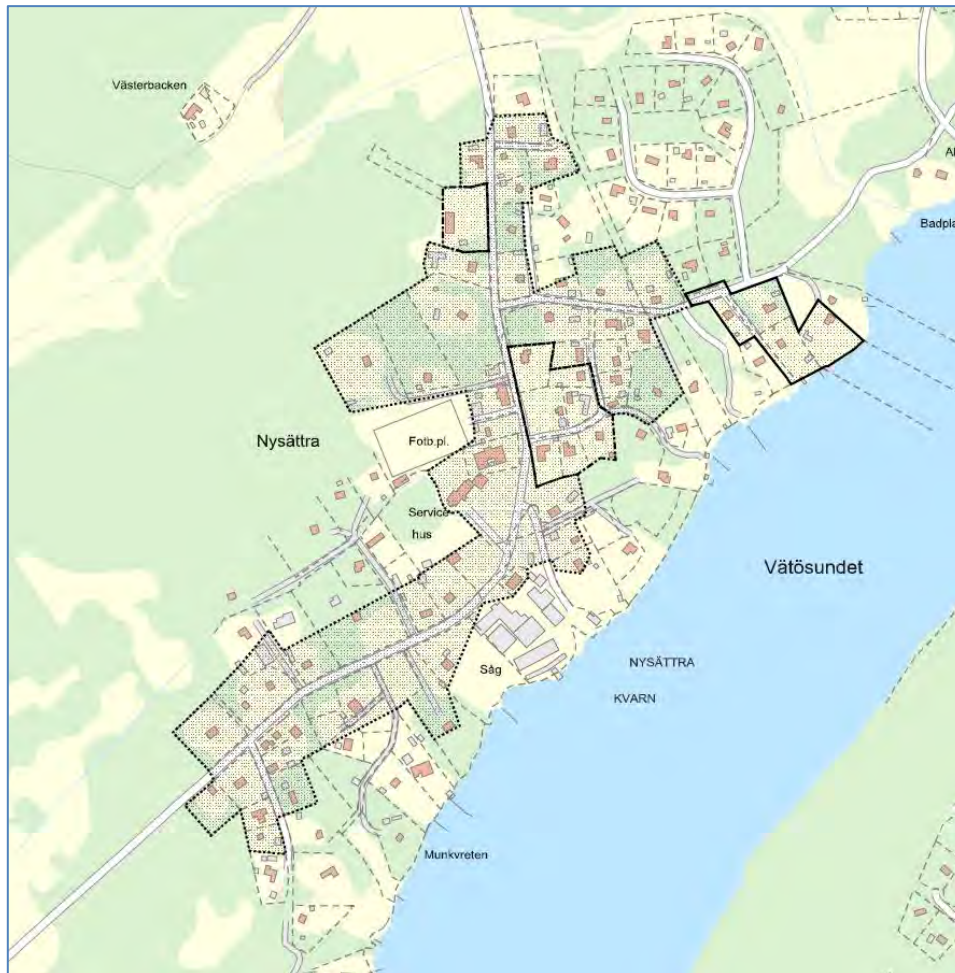 Västerbacken
Badpla
Fotb.pl.
Nysättra
Service
hus
Vätösundet
NYSÄTTRA
Såg
KVARN
Munkvreten